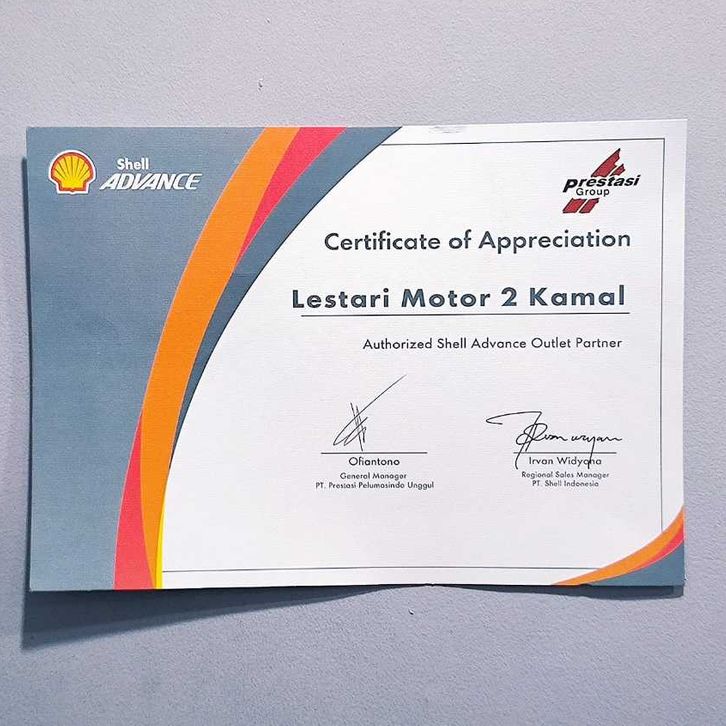 Shell
ADVANCE
Prestasi
Group
Certificate of Appreciation
Lestari Motor 2 Kamal
Authorized Shell Advance Outlet Partner
Ofiantono
General Manager
PT. Prestasi Pelumasindo Unggul
Irvan Widyana
Regional Sales Manager
PT. Shell Indonesia